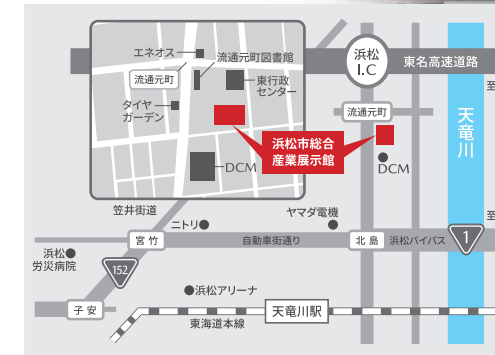 エネオス
流通元町図書館
流通元町
東行政
センター
タイヤ
ガーデン
DCM
浜松市総合
産業展示館
浜松
I.C
東名高速道路
至
流通元町
天竜川
DCM
笠井街道
ニトリ
ヤマダ電機
至
宮竹
自動車街通り
北島
浜松バイパス
1
浜松
労災病院
152
浜松アリーナ
子安
天竜川駅
東海道本線